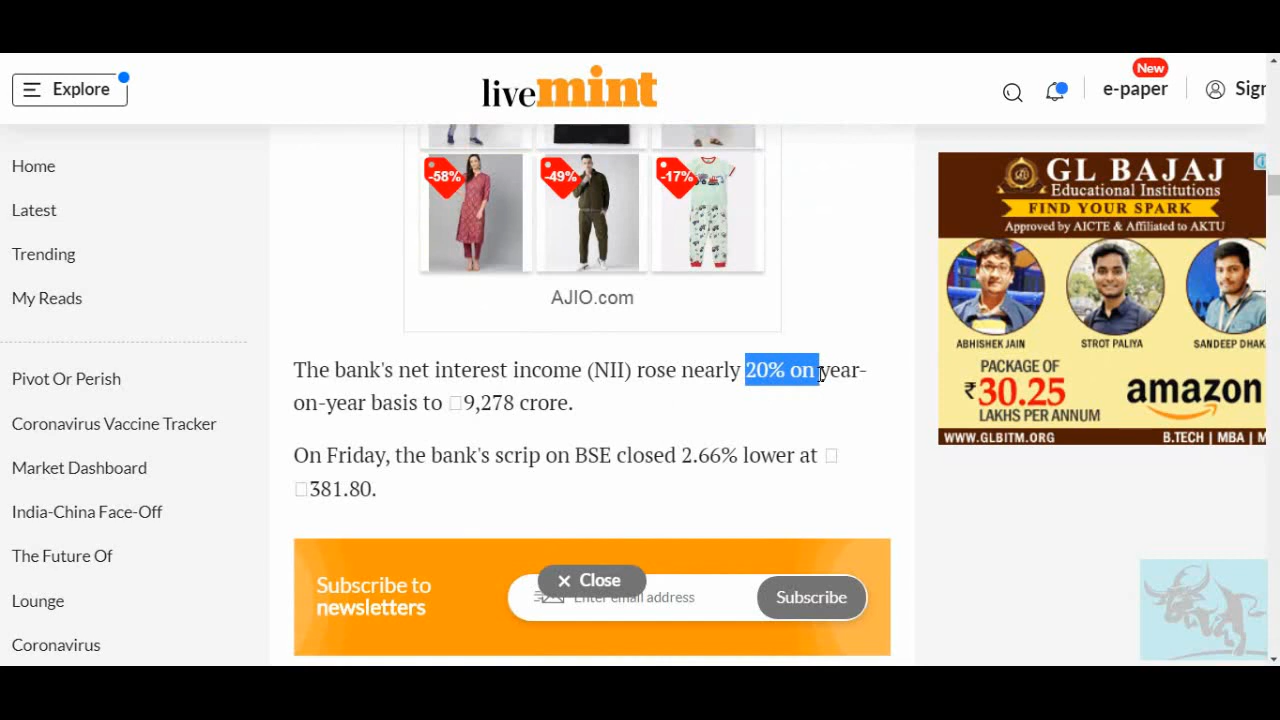 Explore
livemint
New
e-paper
Sign
Home
Latest
Trending
My Reads
Pivot Or Perish
Coronavirus Vaccine Tracker
Market Dashboard
India-China Face-Off
The Future Of
Lounge
Coronavirus
-58%
-49%
-17%
AJIO.com
The bank's net interest income (NII) rose nearly 20% on year-
on-year basis to □9,278 crore.
On Friday, the bank's scrip on BSE closed 2.66% lower at □
□381.80.
Subscribe to
newsletters
× Close
Enter email address
Subscribe
GL BAJAJ
Educational Institutions
FIND YOUR SPARK
Approved by AICTE & Affiliated to AKTU
ABHISHEK JAIN
STROT PALIYA
SANDEEP DHAK
PACKAGE OF
₹30.25
LAKHS PER ANNUM
amazon
WWW.GLBITM.ORG
B.TECH | MBA | M